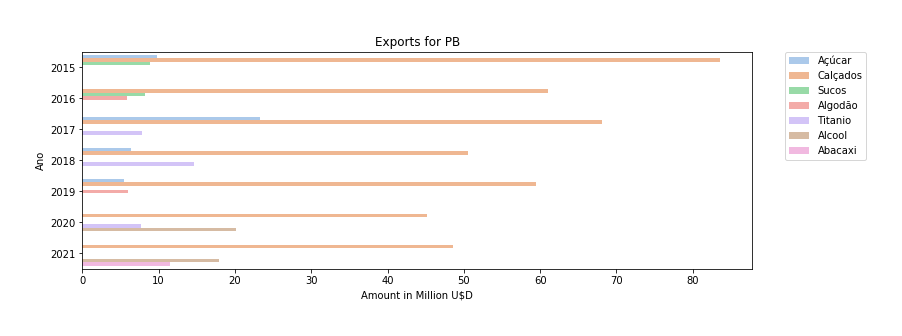 Exports for PB
Açúcar
Calçados
Sucos
Algodão
Titanio
Alcool
Abacaxi
Ano
2015
2016
2017
2018
2019
2020
2021
0 10 20 30 40 50 60 70 80
Amount in Million U$D